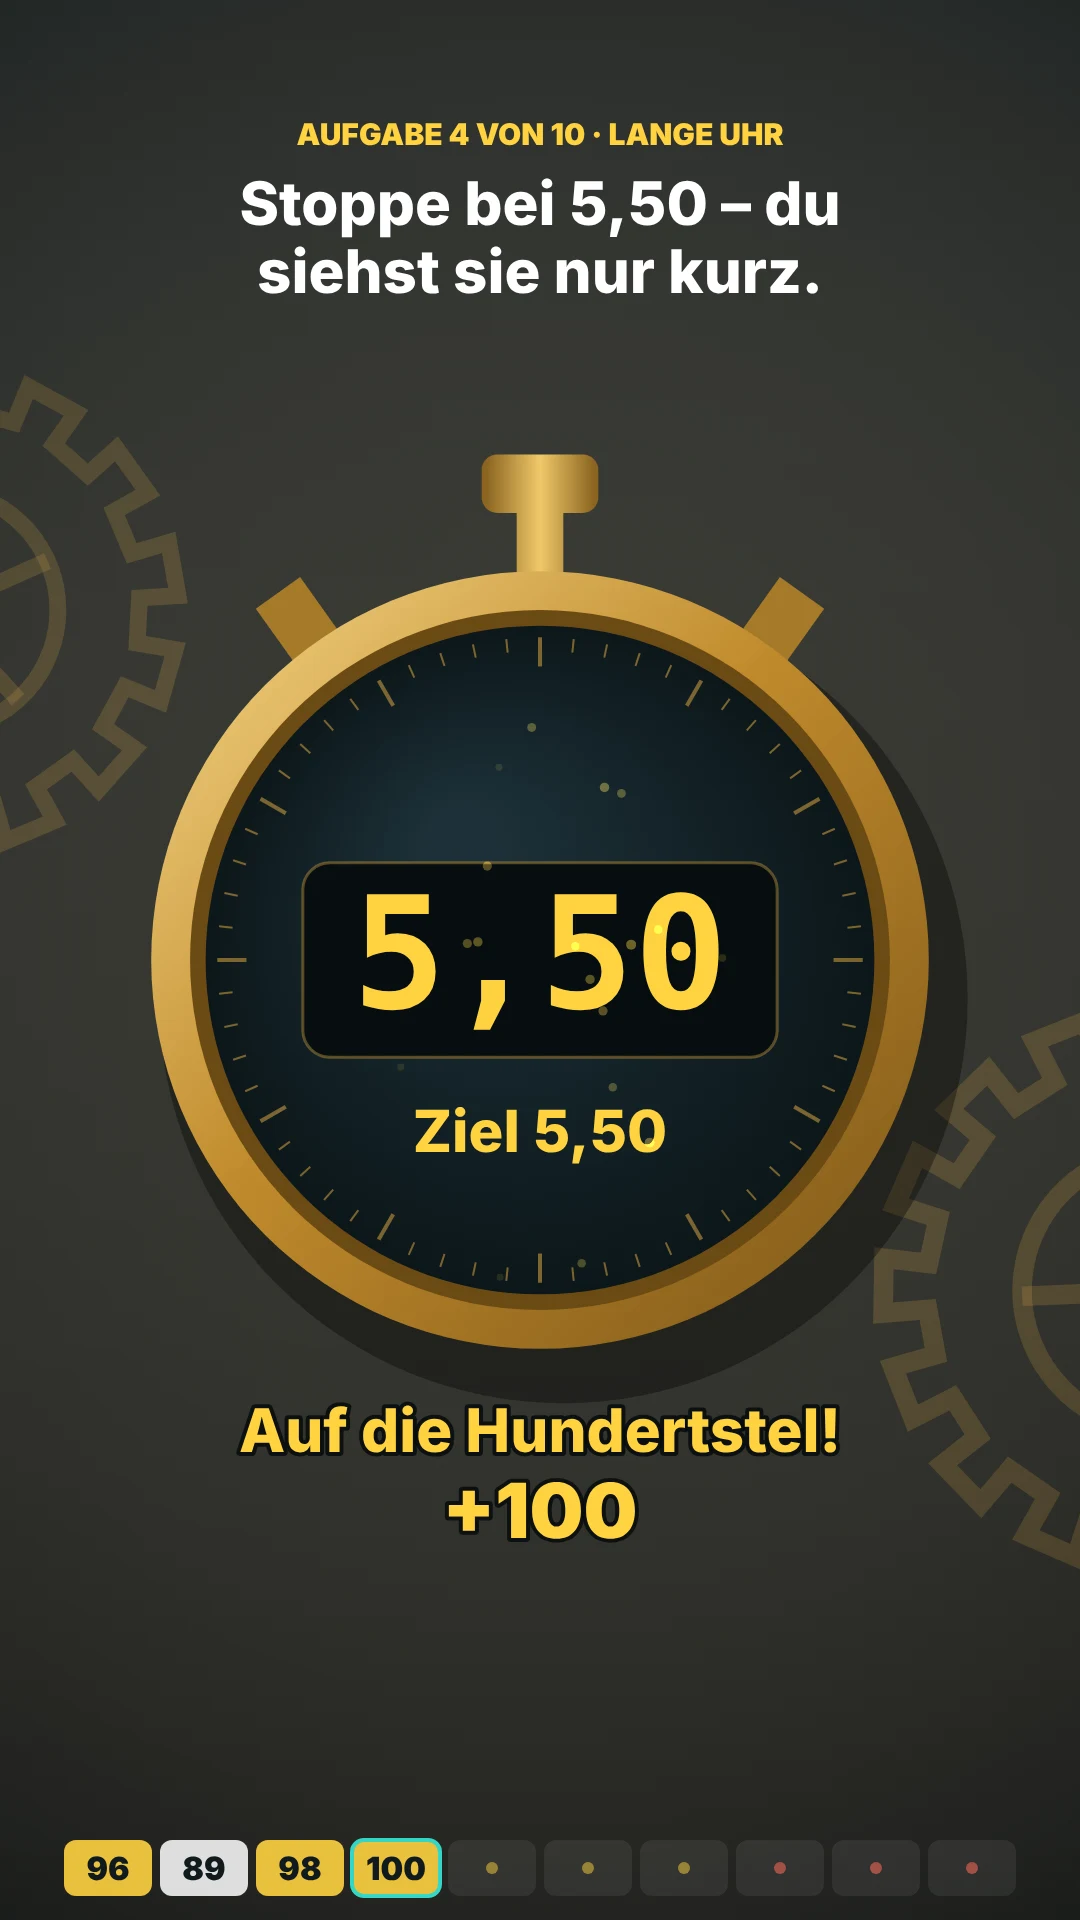 AUFGABE 4 VON 10 · LANGE UHR
Stoppe bei 5,50 – du
siehst sie nur kurz.
5,50
Ziel 5,50
Auf die Hundertstel!
+100
96 89 98 100